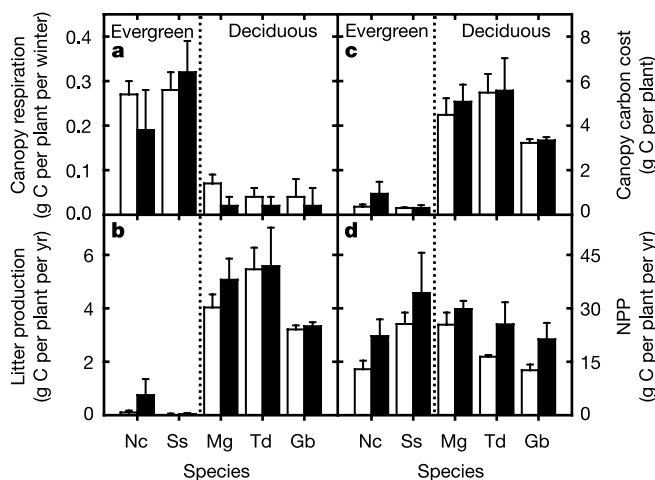 Evergreen Deciduous Evergreen Deciduous
a c
Canopy respiration
(g C per plant per winter)
0.4
0.3
0.2
0.1
0.0
8
6
4
2
0
Canopy carbon cost
(g C per plant)
b d
Litter production
(g C per plant per yr)
6
4
2
0
45
30
15
0
NPP
(g C per plant per yr)
Nc Ss Mg Td Gb Nc Ss Mg Td Gb
Species Species